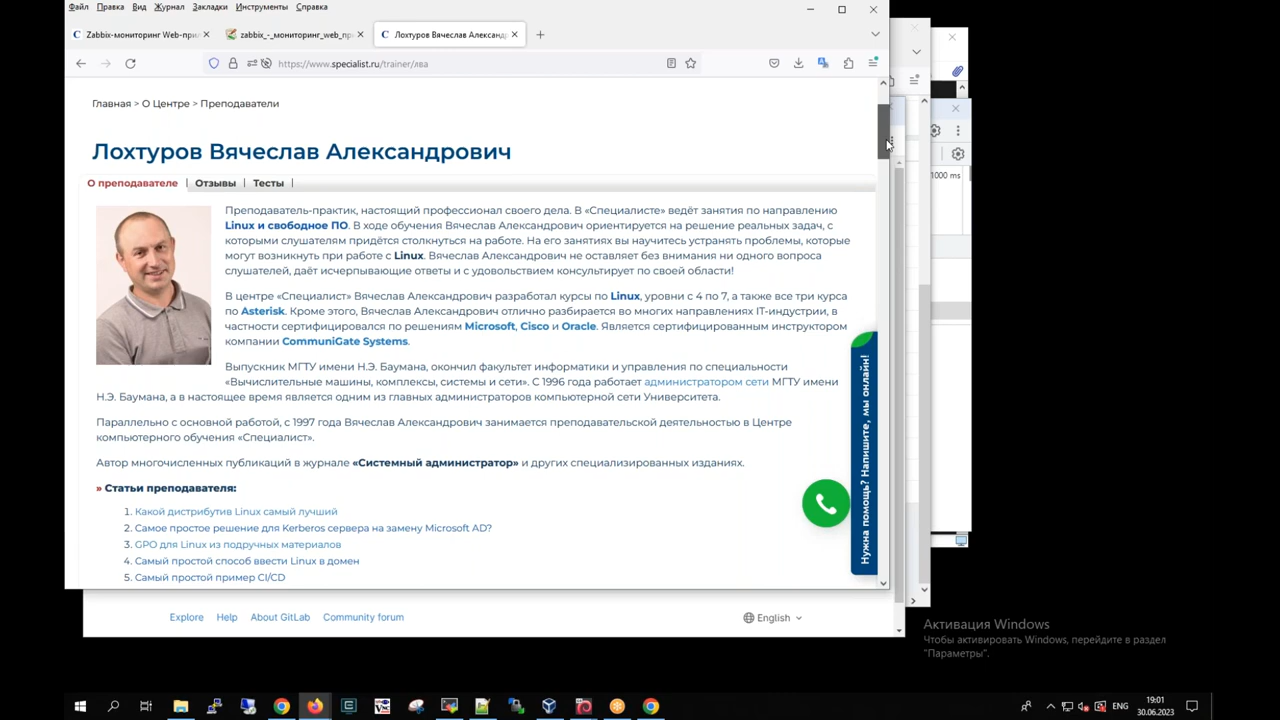 Файл Правка Вид Журнал Закладки Инструменты Справка
Zabbix-мониторинг Web-при
zabbix_-_мониторинг_web_пр
Лохтуров Вячеслав Александ
https://www.specialist.ru/trainer/лва
Главная > О Центре > Преподаватели
Лохтуров Вячеслав Александрович
О преподавателе | Отзывы | Тесты |
Преподаватель-практик, настоящий профессионал своего дела. В «Специалисте» ведёт занятия по направлению
Linux и свободное ПО. В ходе обучения Вячеслав Александрович ориентируется на решение реальных задач, с
которыми слушателям придётся столкнуться на работе. На его занятиях вы научитесь устранять проблемы, которые
могут возникнуть при работе с Linux. Вячеслав Александрович не оставляет без внимания ни одного вопроса
слушателей, даёт исчерпывающие ответы и с удовольствием консультирует по своей области!
В центре «Специалист» Вячеслав Александрович разработал курсы по Linux, уровни с 4 по 7, а также все три курса
по Asterisk. Кроме этого, Вячеслав Александрович отлично разбирается во многих направлениях IT-индустрии, в
частности сертифицировался по решениям Microsoft, Cisco и Oracle. Является сертифицированным инструктором
компании CommuniGate Systems.
Выпускник МГТУ имени Н.Э. Баумана, окончил факультет информатики и управления по специальности
«Вычислительные машины, комплексы, системы и сети». С 1996 года работает администратором сети МГТУ имени
Н.Э. Баумана, а в настоящее время является одним из главных администраторов компьютерной сети Университета.
Параллельно с основной работой, с 1997 года Вячеслав Александрович занимается преподавательской деятельностью в Центре
компьютерного обучения «Специалист».
Автор многочисленных публикаций в журнале «Системный администратор» и других специализированных изданиях.
» Статьи преподавателя:
1. Какой дистрибутив Linux самый лучший
2. Самое простое решение для Kerberos сервера на замену Microsoft AD?
3. GPO для Linux из подручных материалов
4. Самый простой способ ввести Linux в домен
5. Самый простой пример CI/CD
Нужна помощь? Напишите, мы онлайн!
1000 ms
Explore Help About GitLab Community forum
English
Активация Windows
Чтобы активировать Windows, перейдите в раздел
"Параметры".
ENG
19:01
30.06.2023